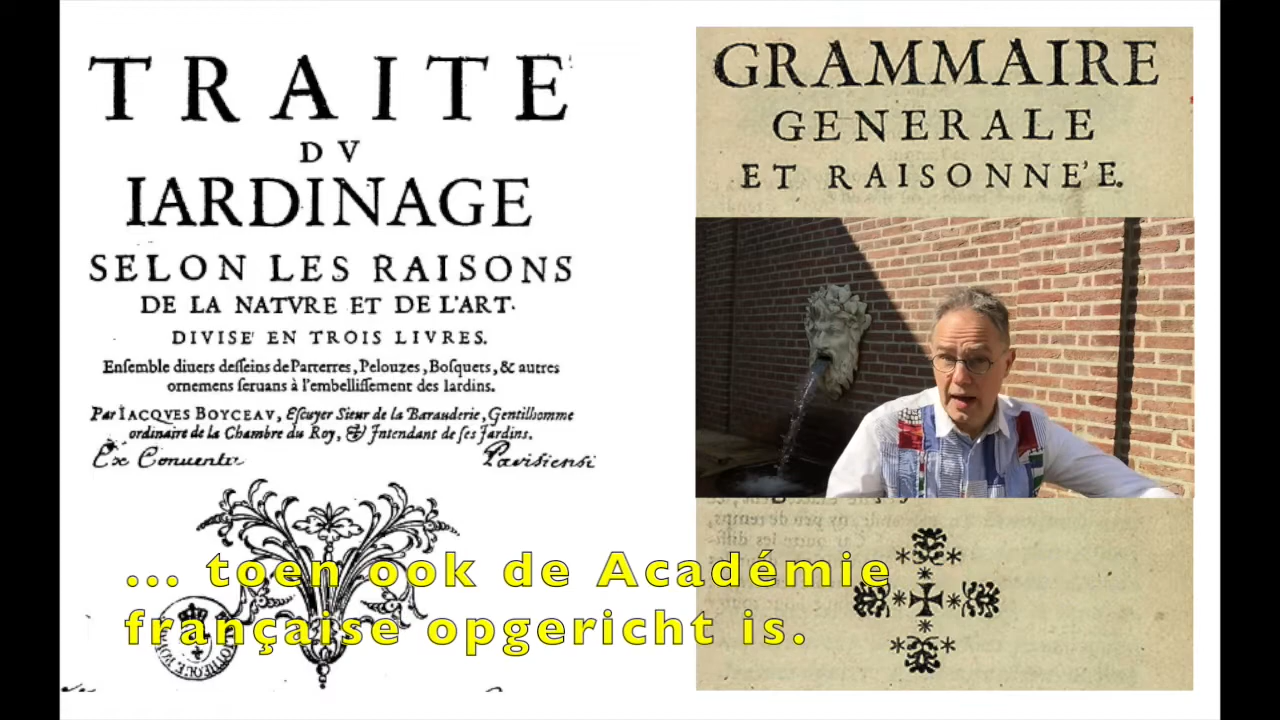 TRAITE
DV
IARDINAGE
SELON LES RAISONS
DE LA NATVRE ET DE L'ART.
DIVISE' EN TROIS LIVRES.
Enſemble diuers deſſeins de Parterres, Pelouzes, Boſquets, & autres
ornemens ſeruans à l'embelliſſement des Iardins.
Par IACQVES BOYCEAV, Eſcuyer Sieur de la Barauderie, Gentilhomme
ordinaire de la Chambre du Roy, & Intendant de ſes Jardins.
Ex Conuentu Parisiensi
GRAMMAIRE
GENERALE
ET RAISONNE'E.
... toen ook de Académie
française opgericht is.